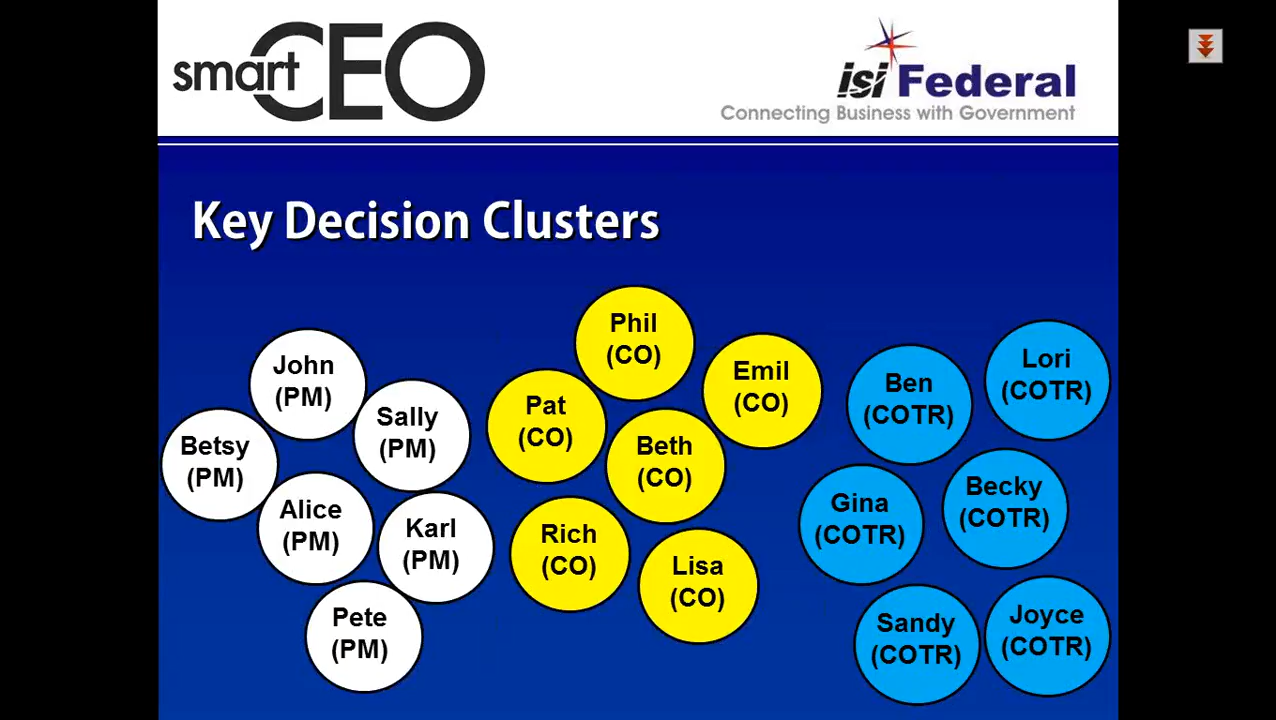 smartCEO
isi Federal
Connecting Business with Government
Key Decision Clusters
John
(PM)
Sally
(PM)
Betsy
(PM)
Alice
(PM)
Karl
(PM)
Pete
(PM)
Phil
(CO)
Emil
(CO)
Pat
(CO)
Beth
(CO)
Rich
(CO)
Lisa
(CO)
Ben
(COTR)
Lori
(COTR)
Gina
(COTR)
Becky
(COTR)
Sandy
(COTR)
Joyce
(COTR)